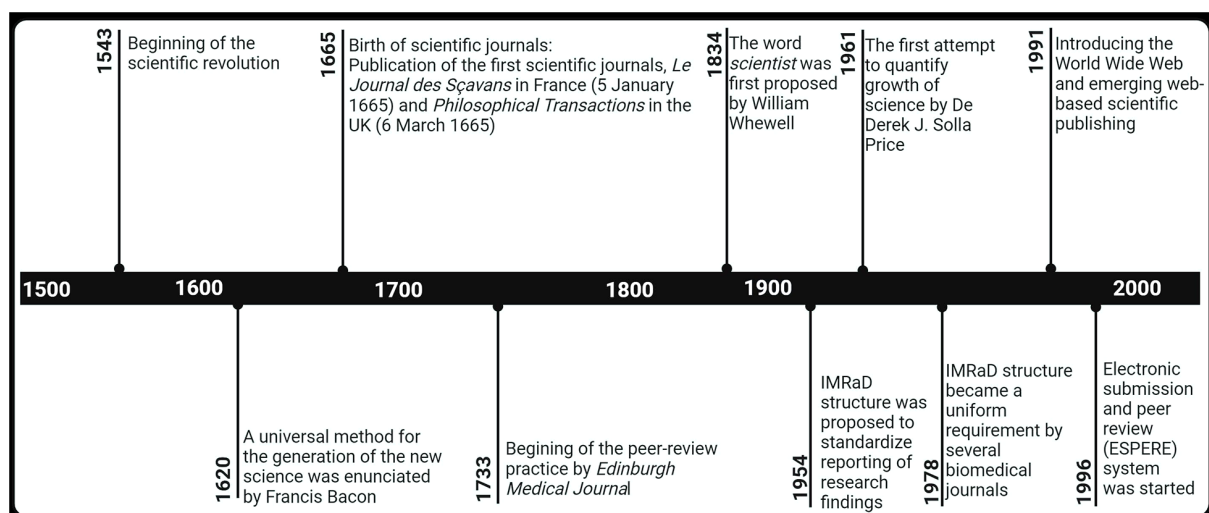 1543
Beginning of the
scientific revolution
1665
Birth of scientific journals:
Publication of the first scientific journals, Le
Journal des Sçavans in France (5 January
1665) and Philosophical Transactions in the
UK (6 March 1665)
1834
The word
scientist was
first proposed
by William
Whewell
1961
The first attempt
to quantify
growth of
science by De
Derek J. Solla
Price
1991
Introducing the
World Wide Web
and emerging web-
based scientific
publishing
1500 1600 1700 1800 1900 2000
1620
A universal method for
the generation of the new
science was enunciated
by Francis Bacon
1733
Begining of the peer-review
practice by Edinburgh
Medical Journal
1954
IMRaD
structure was
proposed to
standardize
reporting of
research
findings
1978
IMRaD structure
became a
uniform
requirement by
several
biomedical
journals
1996
Electronic
submission
and peer
review
(ESPERE)
system
was started